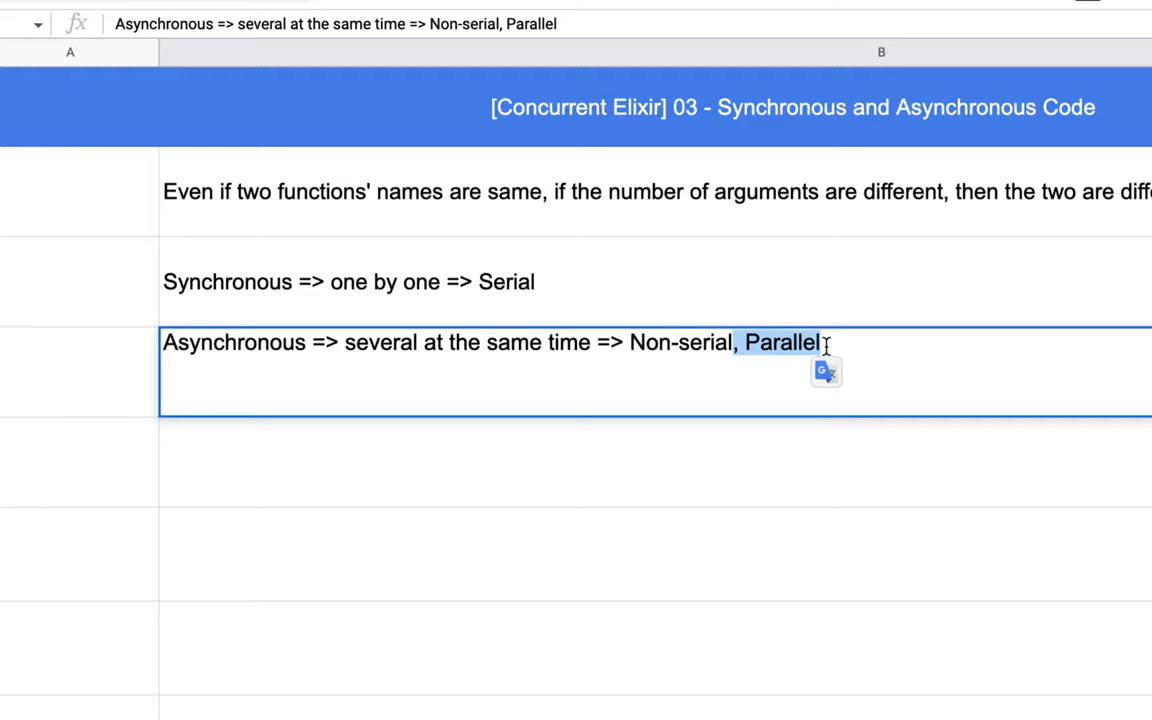 fx Asynchronous => several at the same time => Non-serial, Parallel
A B
[Concurrent Elixir] 03 - Synchronous and Asynchronous Code
Even if two functions' names are same, if the number of arguments are different, then the two are diff
Synchronous => one by one => Serial
Asynchronous => several at the same time => Non-serial, Parallel
G